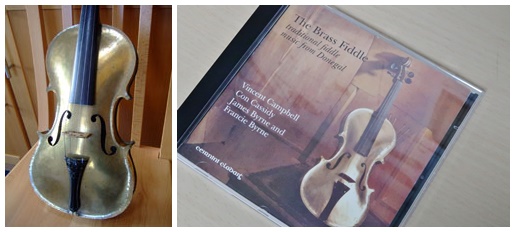 The Brass Fiddle
traditional fiddle
music from Donegal
Vincent Campbell
Con Cassidy
James Byrne and
Francie Byrne